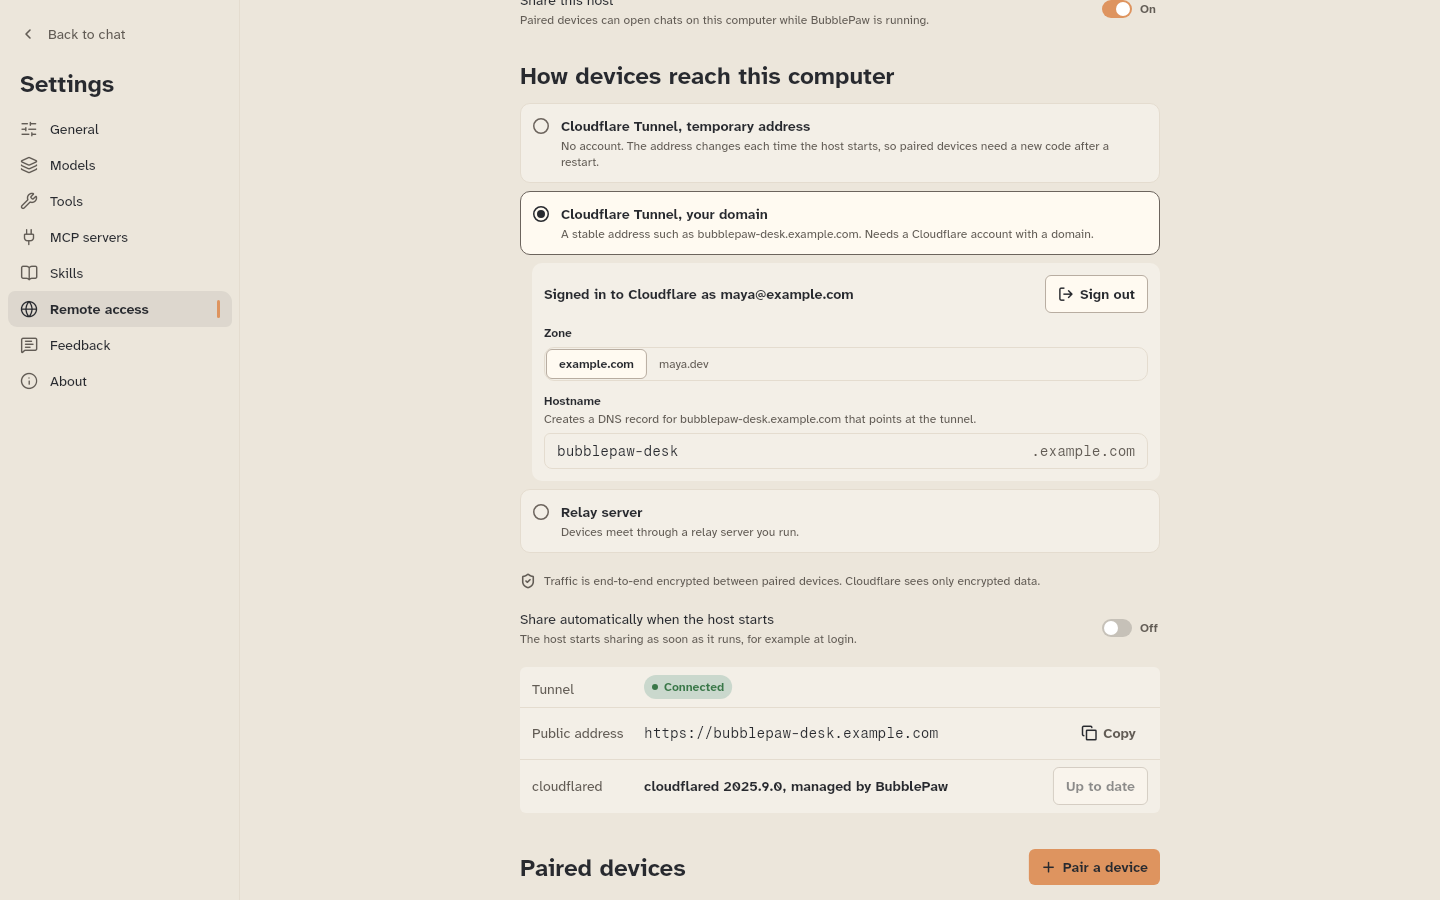 Back to chat
Settings
General
Models
Tools
MCP servers
Skills
Remote access
Feedback
About
Share this host
Paired devices can open chats on this computer while BubblePaw is running.
On
How devices reach this computer
Cloudflare Tunnel, temporary address
No account. The address changes each time the host starts, so paired devices need a new code after a
restart.
Cloudflare Tunnel, your domain
A stable address such as bubblepaw-desk.example.com. Needs a Cloudflare account with a domain.
Signed in to Cloudflare as maya@example.com
Sign out
Zone
example.com maya.dev
Hostname
Creates a DNS record for bubblepaw-desk.example.com that points at the tunnel.
bubblepaw-desk .example.com
Relay server
Devices meet through a relay server you run.
Traffic is end-to-end encrypted between paired devices. Cloudflare sees only encrypted data.
Share automatically when the host starts
The host starts sharing as soon as it runs, for example at login.
Off
Tunnel Connected
Public address https://bubblepaw-desk.example.com Copy
cloudflared cloudflared 2025.9.0, managed by BubblePaw Up to date
Paired devices
Pair a device